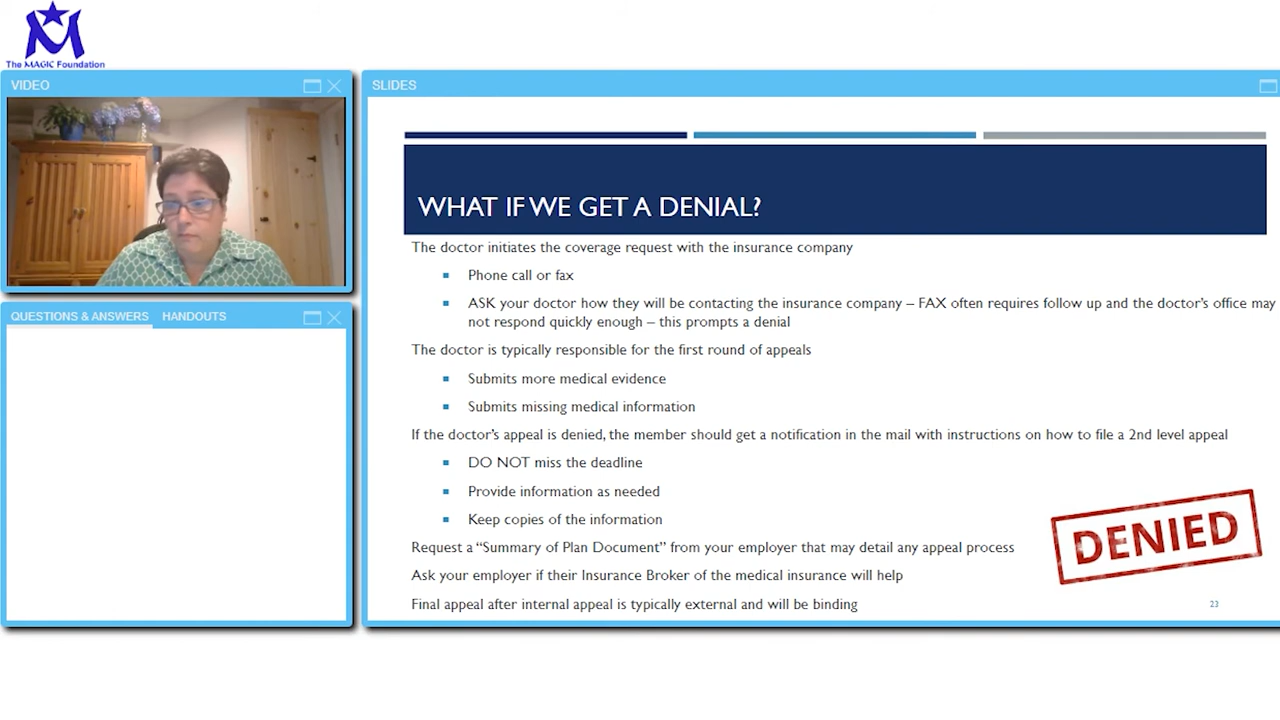 M
The MAGIC Foundation
VIDEO
QUESTIONS & ANSWERS HANDOUTS
SLIDES
WHAT IF WE GET A DENIAL?
The doctor initiates the coverage request with the insurance company
Phone call or fax
ASK your doctor how they will be contacting the insurance company – FAX often requires follow up and the doctor's office may
not respond quickly enough – this prompts a denial
The doctor is typically responsible for the first round of appeals
Submits more medical evidence
Submits missing medical information
If the doctor's appeal is denied, the member should get a notification in the mail with instructions on how to file a 2nd level appeal
DO NOT miss the deadline
Provide information as needed
Keep copies of the information
Request a “Summary of Plan Document” from your employer that may detail any appeal process
Ask your employer if their Insurance Broker of the medical insurance will help
Final appeal after internal appeal is typically external and will be binding
DENIED
23